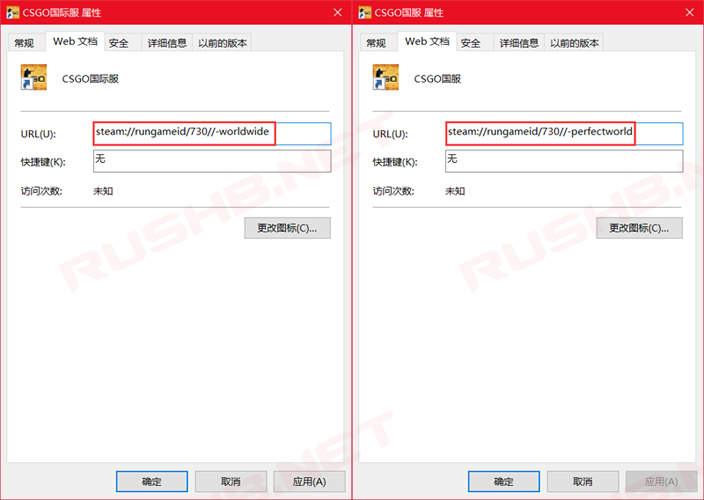 CSGO国际服 属性
常规 Web 文档 安全 详细信息 以前的版本
CSGO国际服
URL(U): steam://rungameid/730//-worldwide
快捷键(K): 无
访问次数: 未知
更改图标(C)...
确定 取消 应用(A)
CSGO国服 属性
常规 Web 文档 安全 详细信息 以前的版本
CSGO国服
URL(U): steam://rungameid/730//-perfectworld
快捷键(K): 无
访问次数: 未知
更改图标(C)...
确定 取消 应用(A)
RUSHB.NET